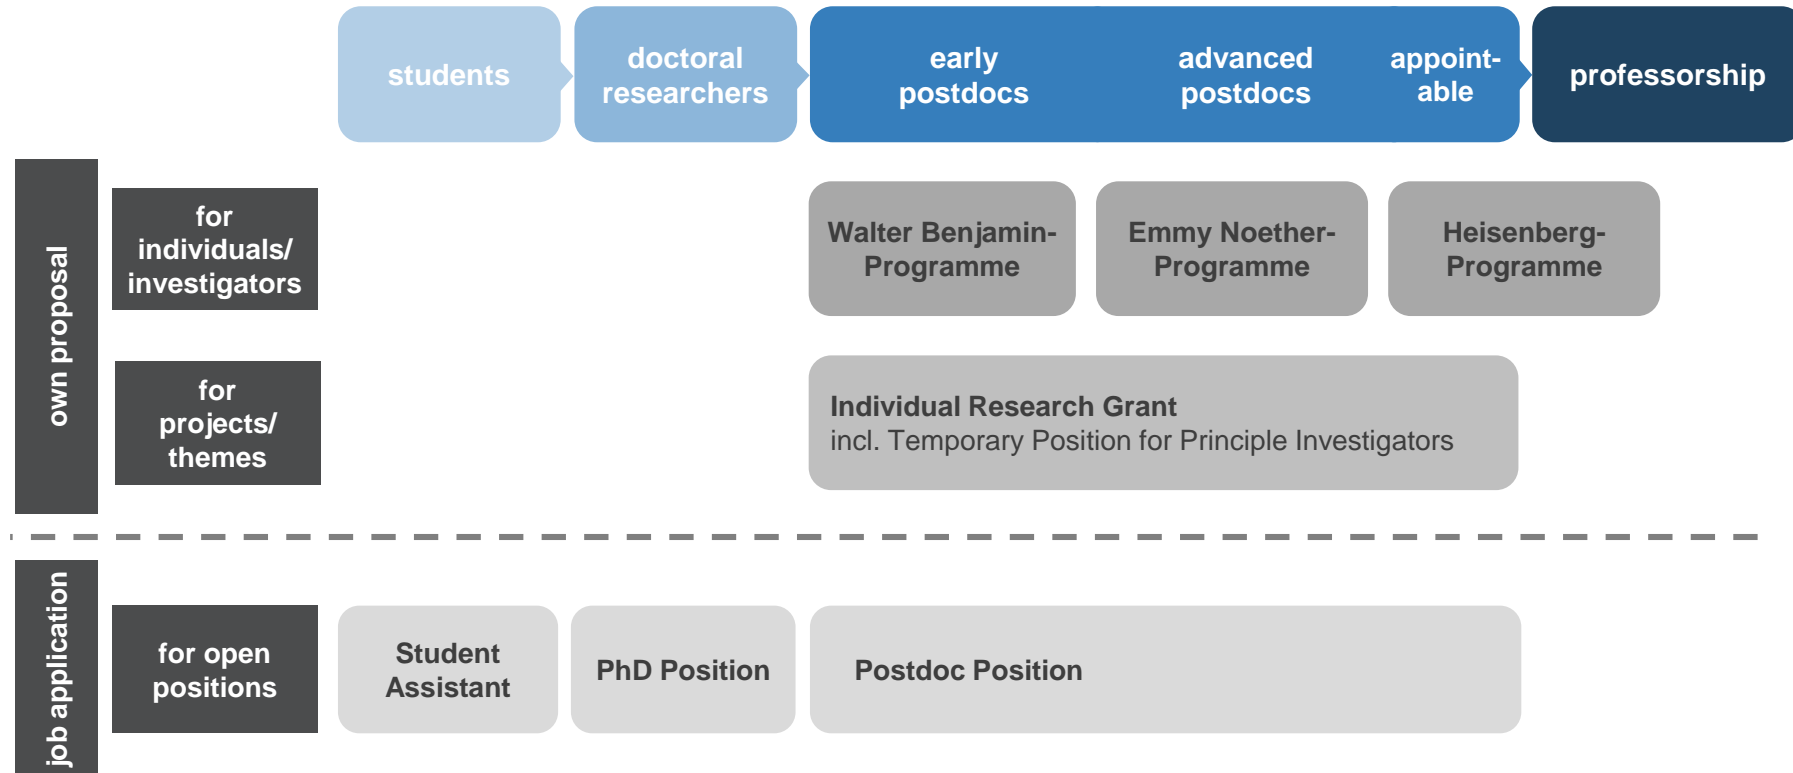 students
doctoral
researchers
early
postdocs
advanced
postdocs
appoint-
able
professorship
own proposal
for
individuals/
investigators
Walter Benjamin-
Programme
Emmy Noether-
Programme
Heisenberg-
Programme
for
projects/
themes
Individual Research Grant
incl. Temporary Position for Principle Investigators
job application
for open
positions
Student
Assistant
PhD Position
Postdoc Position